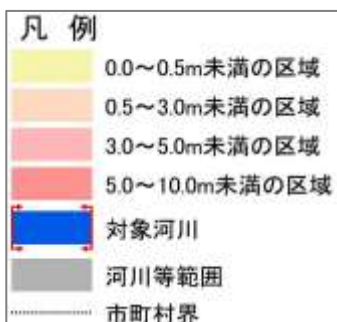 凡 例
0.0～0.5m未満の区域
0.5～3.0m未満の区域
3.0～5.0m未満の区域
5.0～10.0m未満の区域
対象河川
河川等範囲
市町村界